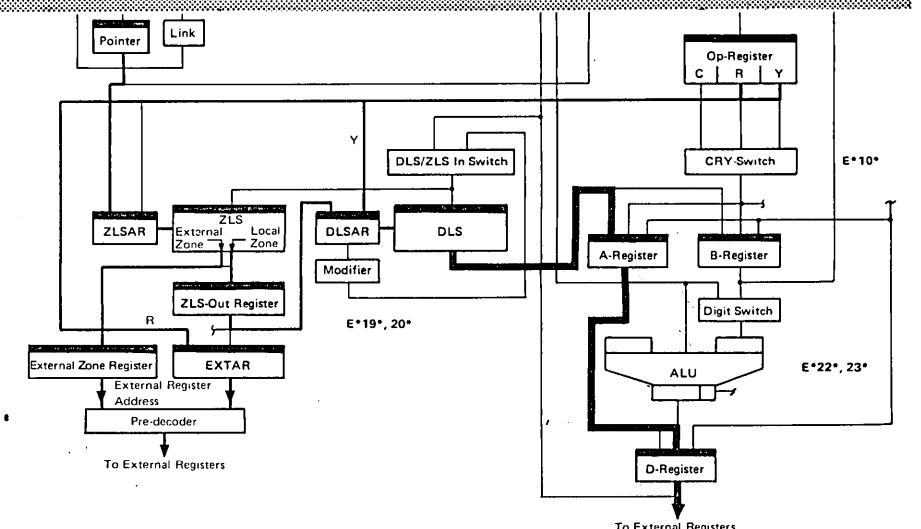 Pointer
Link
Op-Register
C R Y
Y
DLS/ZLS In Switch
CRY-Switch
E*10*
ZLSAR
ZLS
External Zone
Local Zone
DLSAR
DLS
A-Register
B-Register
Modifier
ZLS-Out Register
Digit Switch
R
E*19*, 20*
External Zone Register
EXTAR
ALU
E*22*, 23*
External Register
Address
Pre-decoder
To External Registers
D-Register
To External Registers